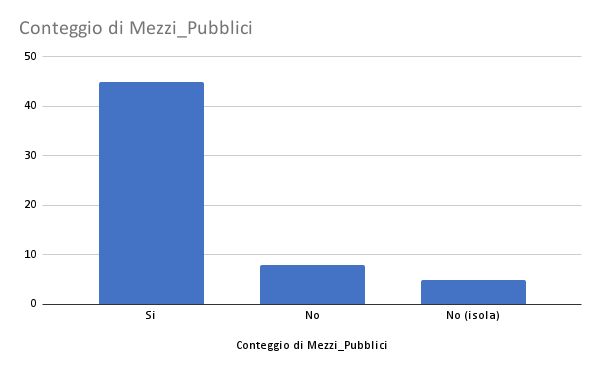 Conteggio di Mezzi_Pubblici
50
40
30
20
10
0
Si
No
No (isola)
Conteggio di Mezzi_Pubblici